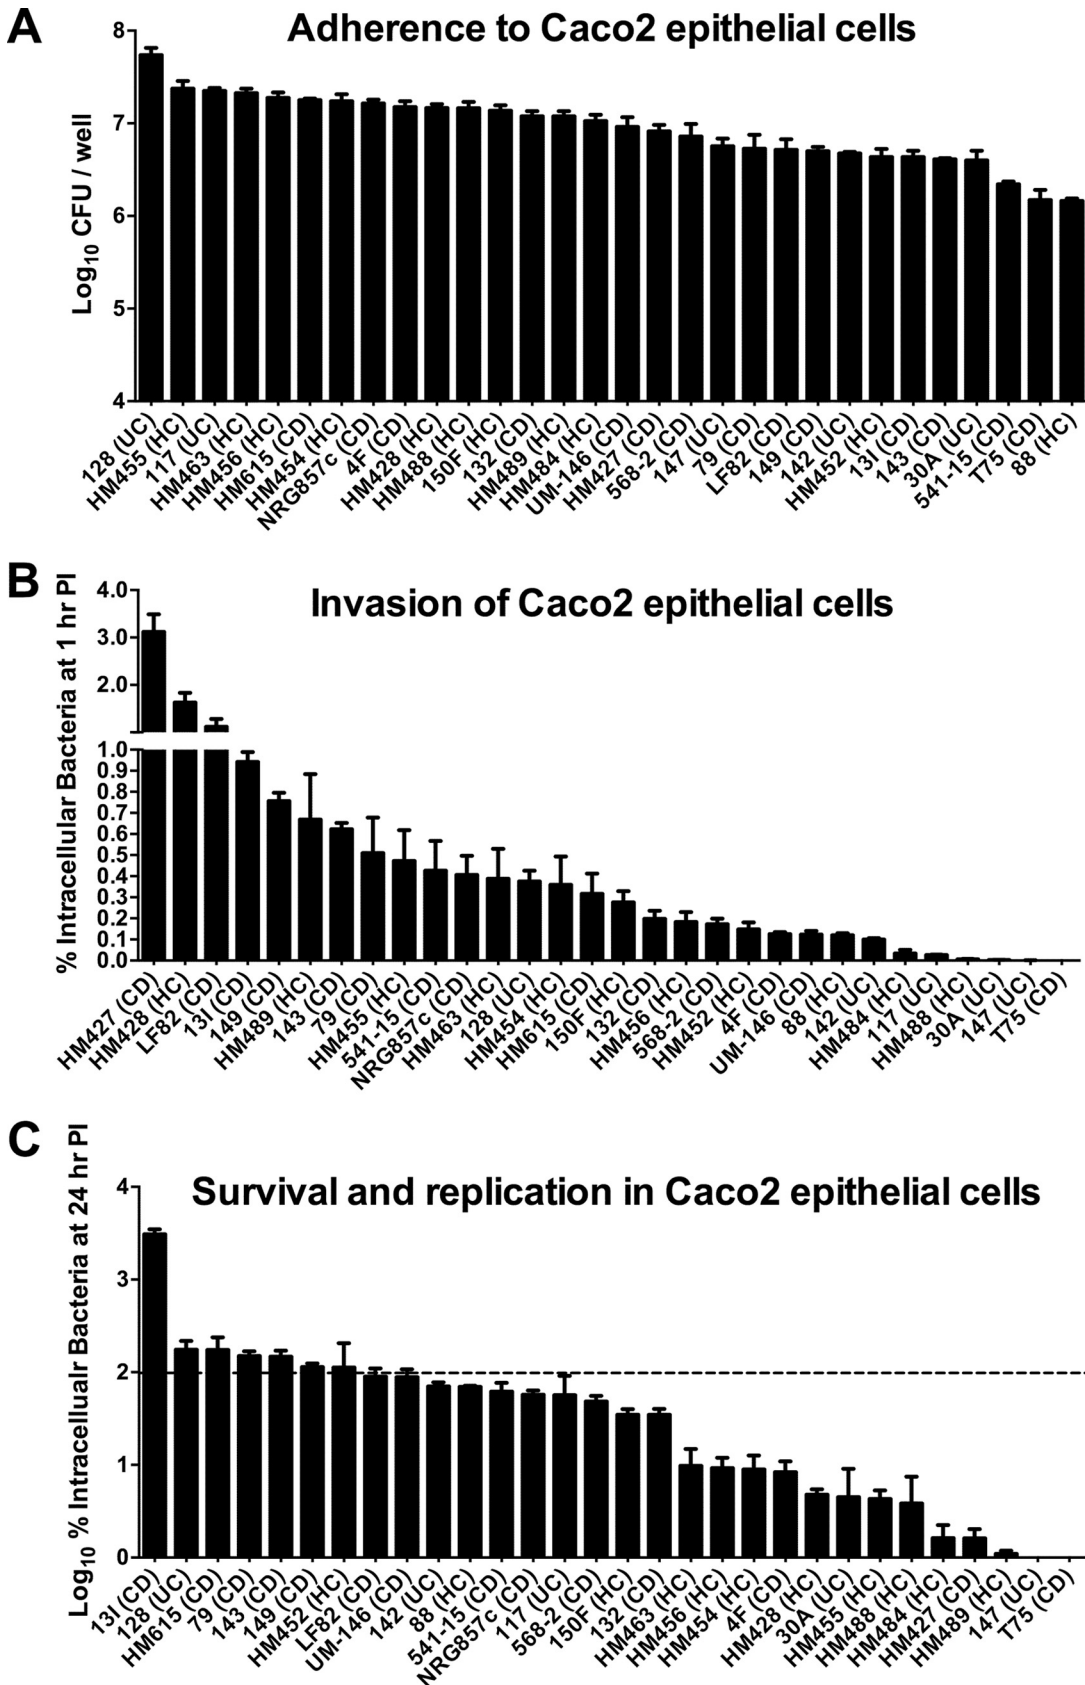 A
Adherence to Caco2 epithelial cells
Log10 CFU / well
8
7
6
5
4
128 (UC)
HM455 (HC)
117 (UC)
HM463 (HC)
HM456 (HC)
HM615 (CD)
HM454 (HC)
NRG857c (CD)
4F (CD)
HM428 (HC)
HM488 (HC)
150F (HC)
132 (CD)
HM489 (HC)
HM484 (HC)
UM-146 (CD)
HM427 (CD)
568-2 (CD)
147 (UC)
79 (CD)
LF82 (CD)
149 (CD)
142 (UC)
HM452 (HC)
13I (CD)
143 (CD)
30A (UC)
541-15 (CD)
T75 (CD)
88 (HC)
B
Invasion of Caco2 epithelial cells
% Intracellular Bacteria at 1 hr PI
4.0
3.0
2.0
1.0
0.9
0.8
0.7
0.6
0.5
0.4
0.3
0.2
0.1
0.0
HM427 (CD)
HM428 (HC)
LF82 (CD)
13I (CD)
149 (CD)
HM489 (HC)
143 (CD)
79 (CD)
HM455 (HC)
541-15 (CD)
NRG857c (CD)
HM463 (HC)
128 (UC)
HM454 (HC)
HM615 (CD)
150F (HC)
132 (CD)
HM456 (HC)
568-2 (CD)
HM452 (HC)
4F (CD)
UM-146 (CD)
88 (HC)
142 (UC)
HM484 (HC)
117 (UC)
HM488 (HC)
30A (UC)
147 (UC)
T75 (CD)
C
Survival and replication in Caco2 epithelial cells
Log10 % Intracellualr Bacteria at 24 hr PI
4
3
2
1
0
13I (CD)
128 (UC)
HM615 (CD)
79 (CD)
143 (CD)
149 (CD)
HM452 (HC)
LF82 (CD)
UM-146 (CD)
142 (UC)
88 (HC)
541-15 (CD)
NRG857c (CD)
117 (UC)
568-2 (CD)
150F (HC)
132 (CD)
HM463 (HC)
HM456 (HC)
HM454 (HC)
4F (CD)
HM428 (HC)
30A (UC)
HM455 (HC)
HM488 (HC)
HM484 (HC)
HM427 (CD)
HM489 (HC)
147 (UC)
T75 (CD)